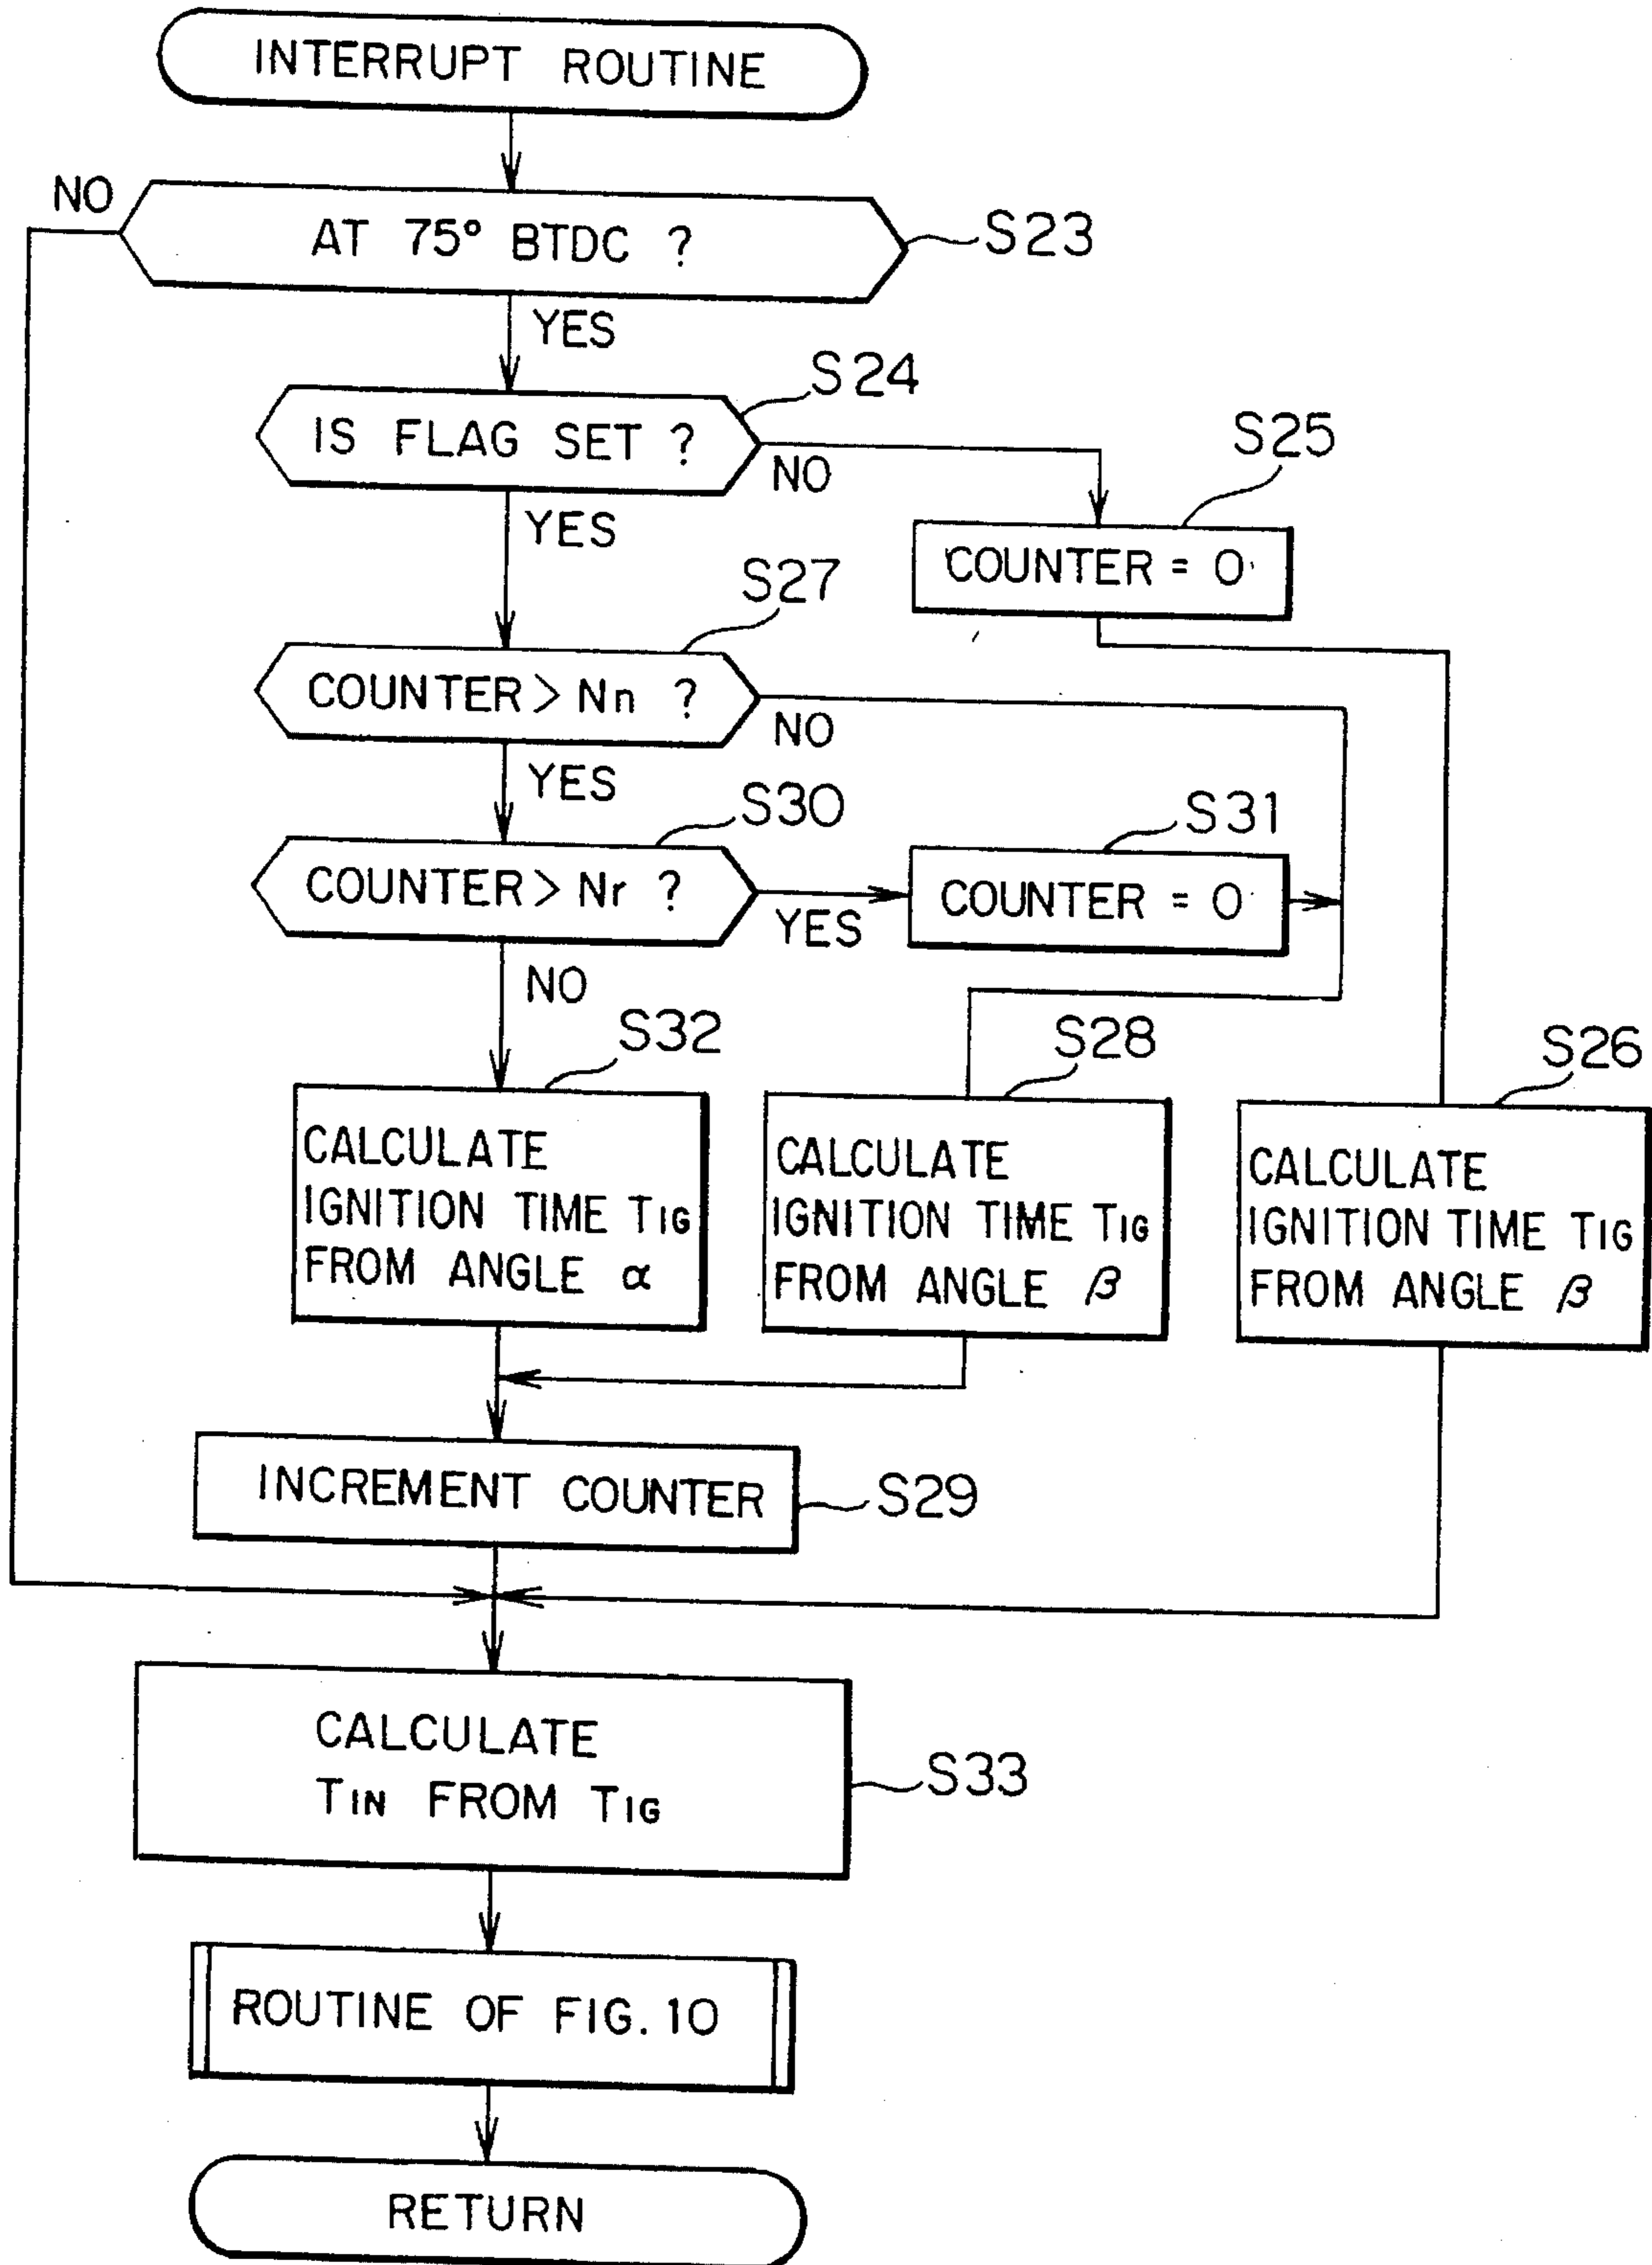 INTERRUPT ROUTINE
NO
AT 75° BTDC ?
S23
YES
S24
IS FLAG SET ?
NO
S25
YES
COUNTER = 0
S27
COUNTER > Nn ?
NO
YES
S30
S31
COUNTER > Nr ?
YES
COUNTER = 0
NO
S32
S28
S26
CALCULATE
IGNITION TIME TIG
FROM ANGLE α
CALCULATE
IGNITION TIME TIG
FROM ANGLE β
CALCULATE
IGNITION TIME TIG
FROM ANGLE β
INCREMENT COUNTER
S29
CALCULATE
TIN FROM TIG
S33
ROUTINE OF FIG. 10
RETURN